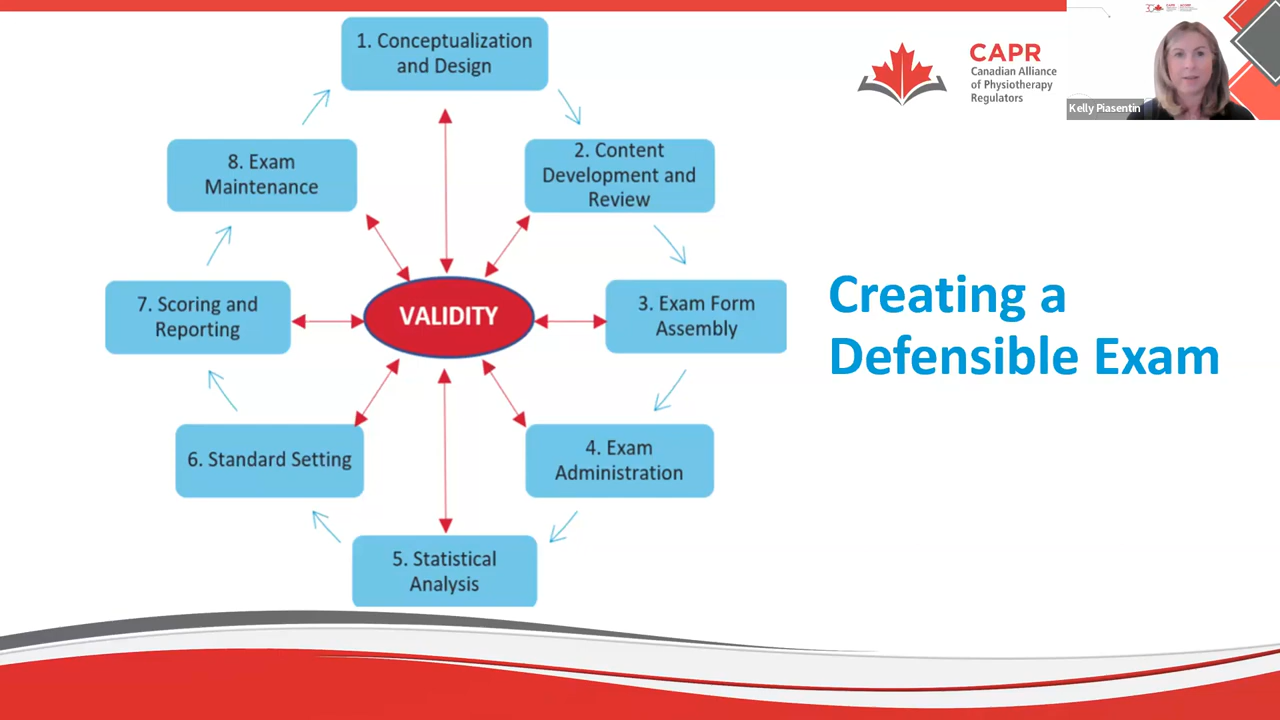 1. Conceptualization
and Design
2. Content
Development and
Review
3. Exam Form
Assembly
4. Exam
Administration
5. Statistical
Analysis
6. Standard Setting
7. Scoring and
Reporting
8. Exam
Maintenance
VALIDITY
Creating a
Defensible Exam
CAPR
Canadian Alliance
of Physiotherapy
Regulators
Kelly Piasentin